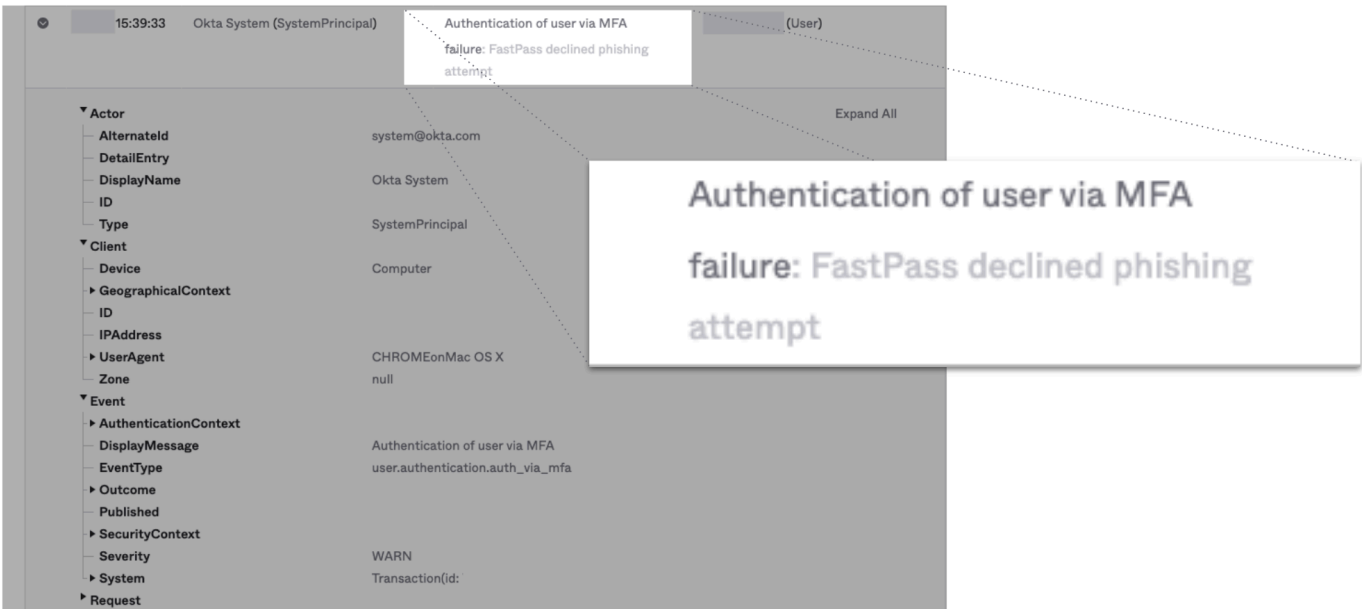 15:39:33 Okta System (SystemPrincipal) Authentication of user via MFA (User)
failure: FastPass declined phishing
attempt
Actor Expand All
AlternateId system@okta.com
DetailEntry
DisplayName Okta System
ID
Type SystemPrincipal
Client
Device Computer
GeographicalContext
ID
IPAddress
UserAgent CHROMEonMac OS X
Zone null
Event
AuthenticationContext
DisplayMessage Authentication of user via MFA
EventType user.authentication.auth_via_mfa
Outcome
Published
SecurityContext
Severity WARN
System Transaction(id:
Request
Authentication of user via MFA
failure: FastPass declined phishing
attempt